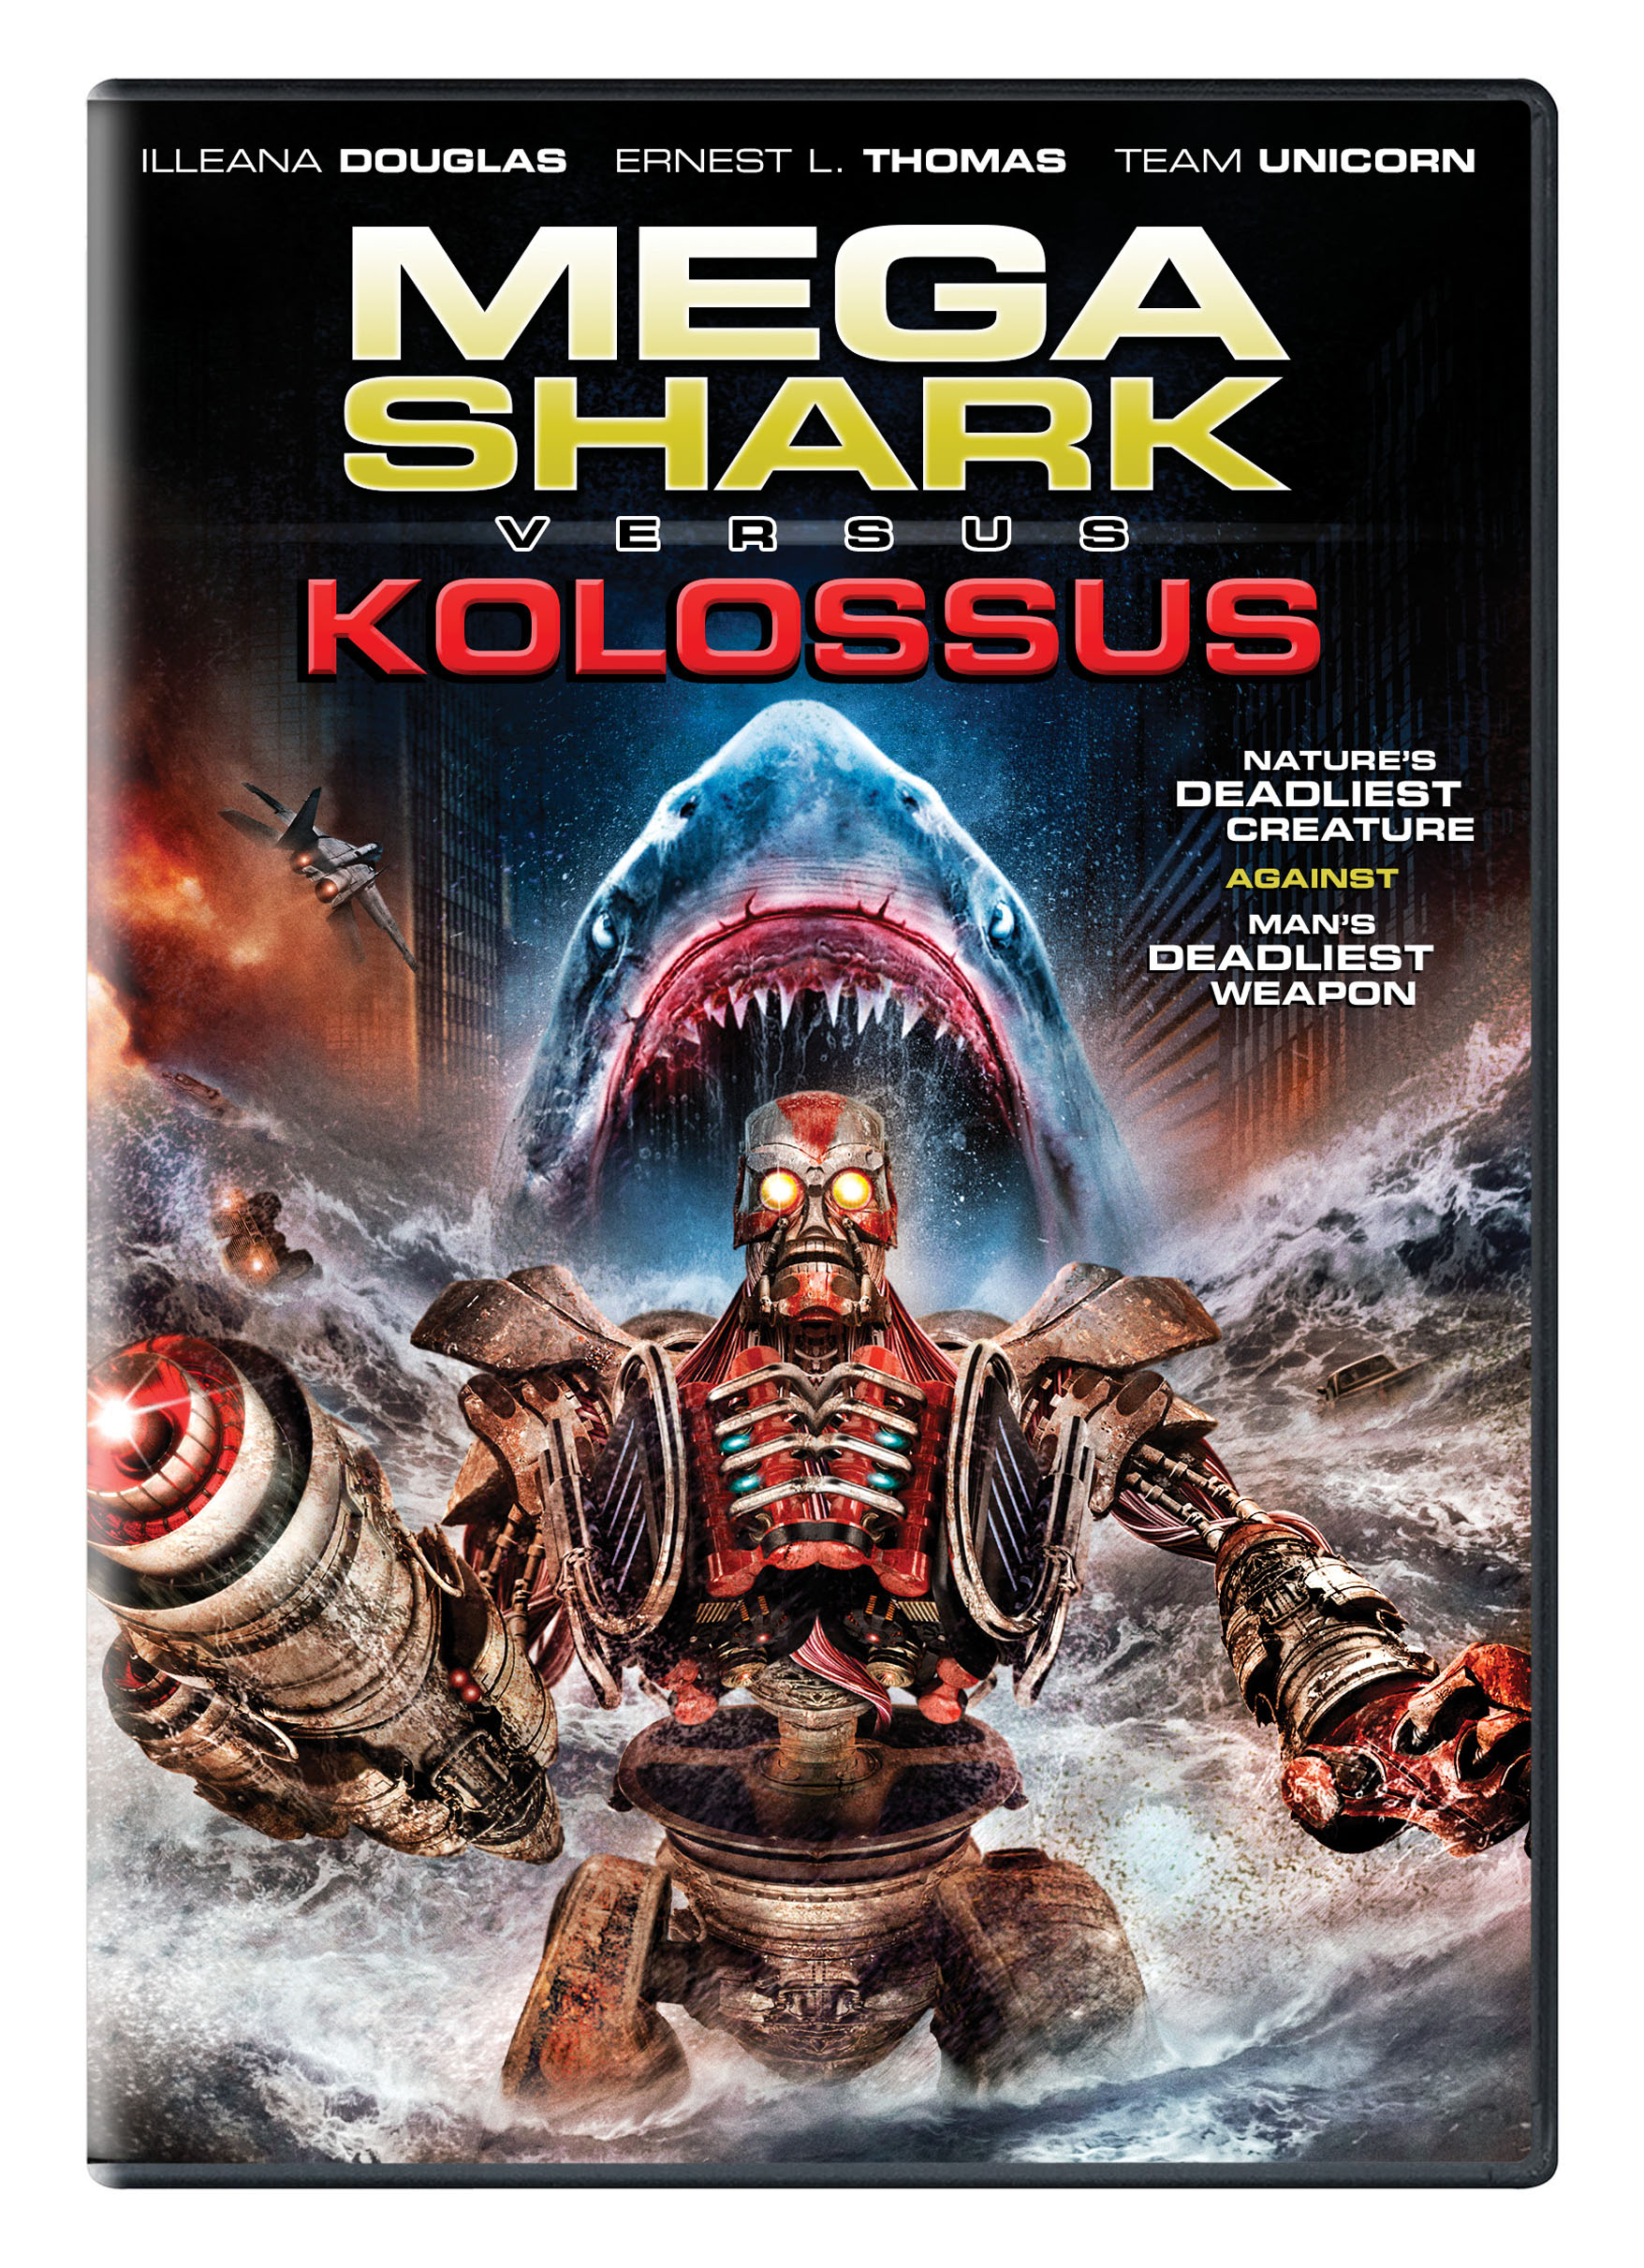 ILLEANA DOUGLAS ERNEST L. THOMAS TEAM UNICORN
MEGA
SHARK
VERSUS
KOLOSSUS
NATURE'S
DEADLIEST
CREATURE
AGAINST
MAN'S
DEADLIEST
WEAPON